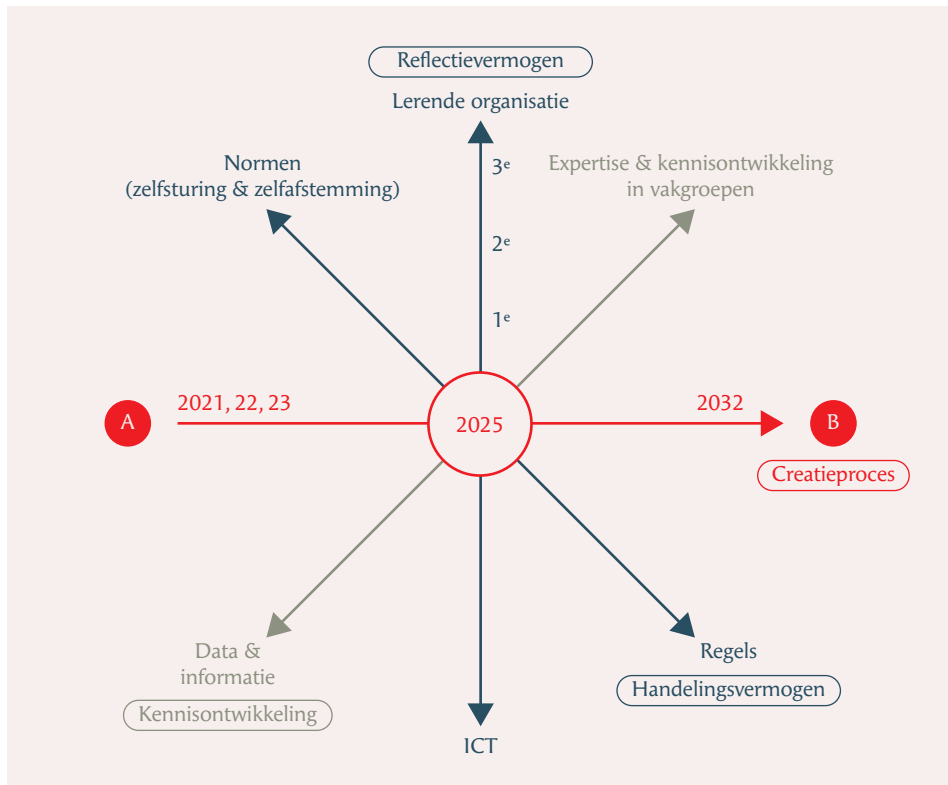 Reflectievermogen
Lerende organisatie
Normen
(zelfsturing & zelfafstemming)
3e
Expertise & kennisontwikkeling
in vakgroepen
2e
1e
A
2021, 22, 23
2025
2032
B
Creatieproces
Data &
informatie
Kennisontwikkeling
Regels
Handelingsvermogen
ICT